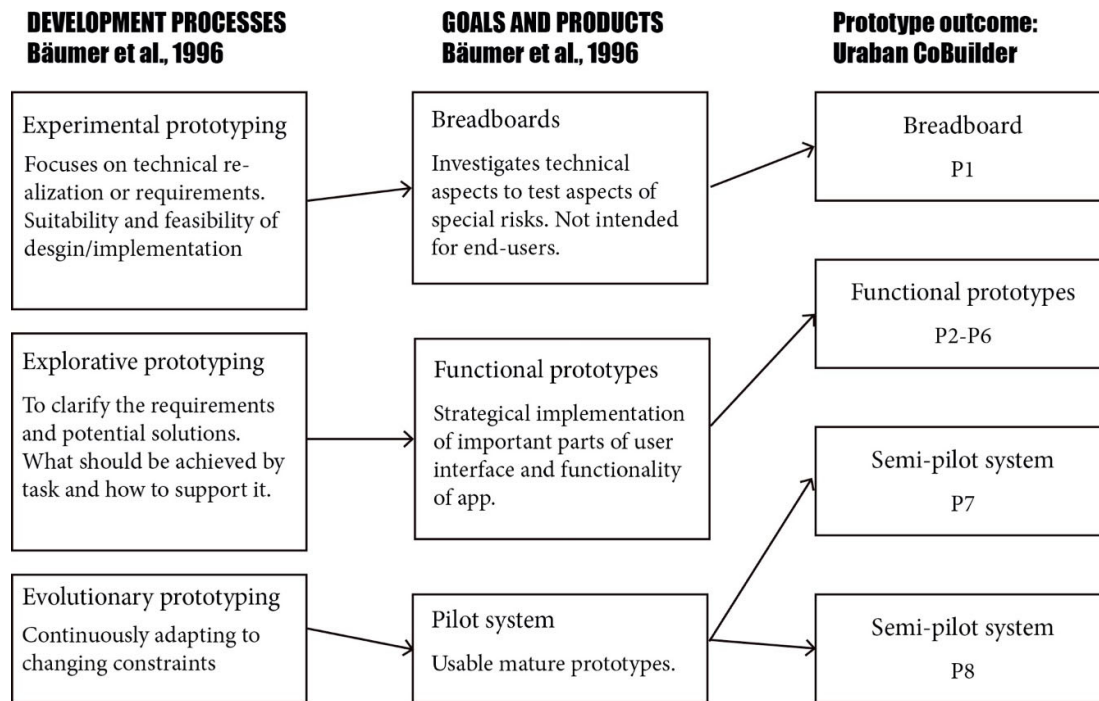 DEVELOPMENT PROCESSES
Bäumer et al., 1996
Experimental prototyping
Focuses on technical re-
alization or requirements.
Suitability and feasibility of
desgin/implementation
Explorative prototyping
To clarify the requirements
and potential solutions.
What should be achieved by
task and how to support it.
Evolutionary prototyping
Continuously adapting to
changing constraints
GOALS AND PRODUCTS
Bäumer et al., 1996
Breadboards
Investigates technical
aspects to test aspects of
special risks. Not intended
for end-users.
Functional prototypes
Strategical implementation
of important parts of user
interface and functionality
of app.
Pilot system
Usable mature prototypes.
Prototype outcome:
Uraban CoBuilder
Breadboard
P1
Functional prototypes
P2-P6
Semi-pilot system
P7
Semi-pilot system
P8